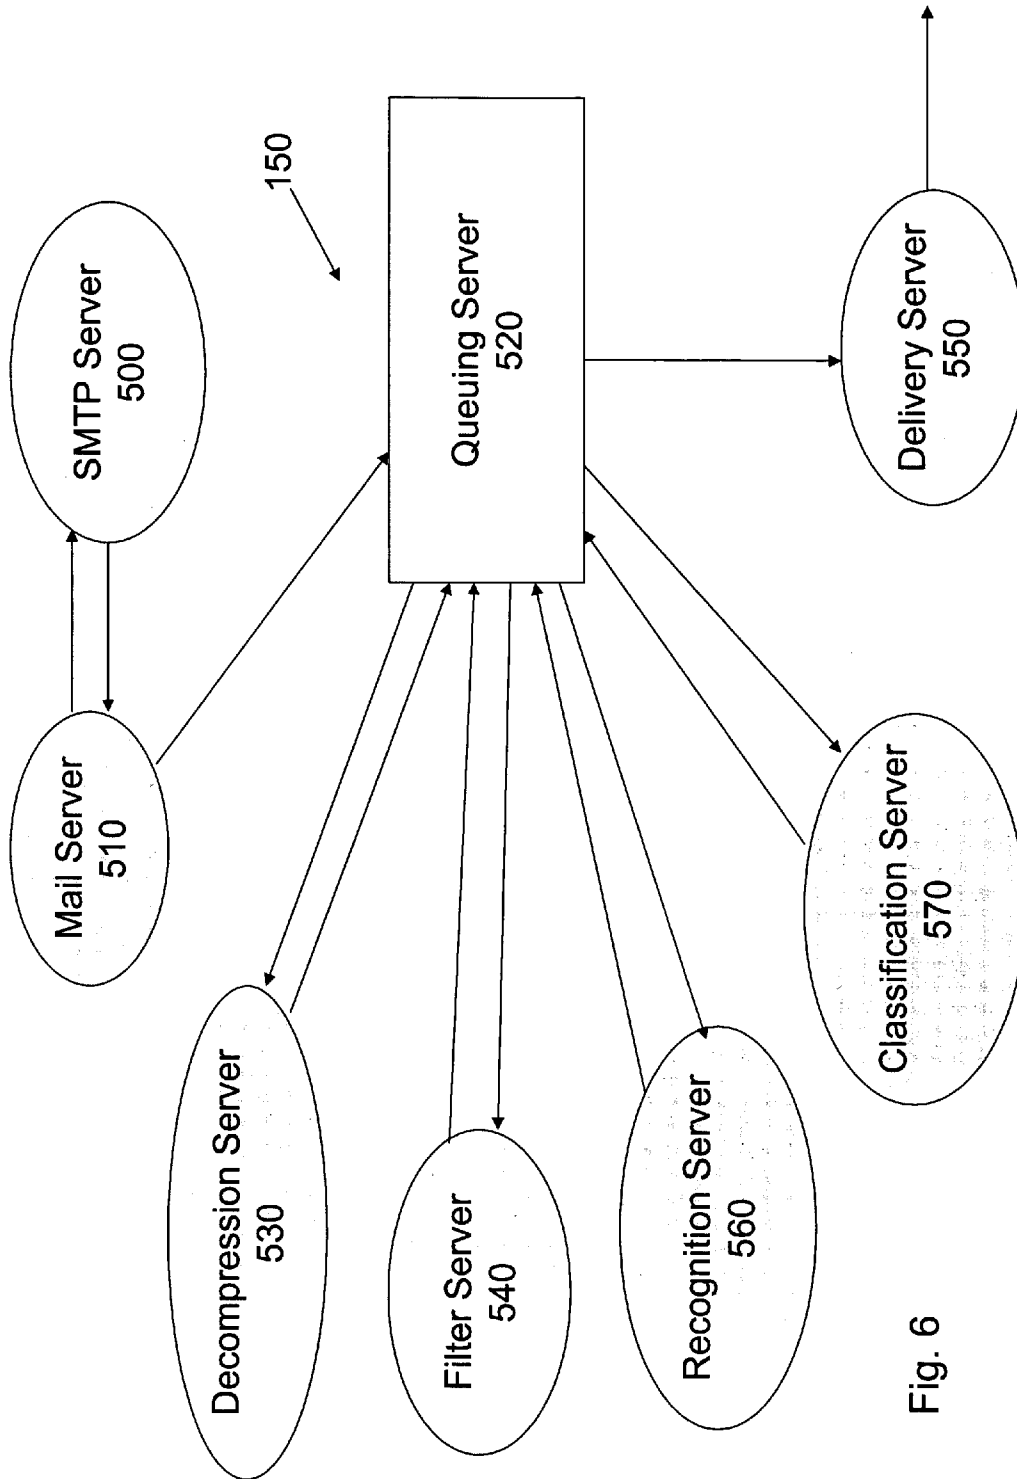 Decompression Server
530
Mail Server
510
SMTP Server
500
150
Filter Server
540
Queuing Server
520
Recognition Server
560
Classification Server
570
Delivery Server
550
Fig. 6